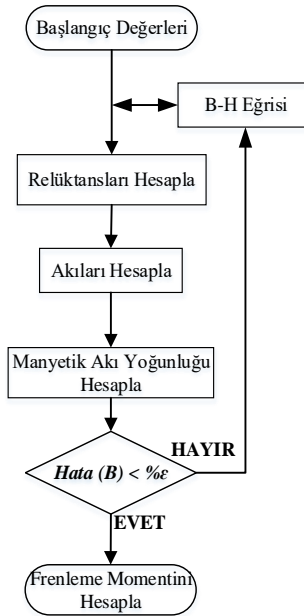 Başlangıç Değerleri
B-H Eğrisi
Relüktansları Hesapla
Akıları Hesapla
Manyetik Akı Yoğunluğu
Hesapla
HAYIR
Hata (B) < %ε
EVET
Frenleme Momentini
Hesapla